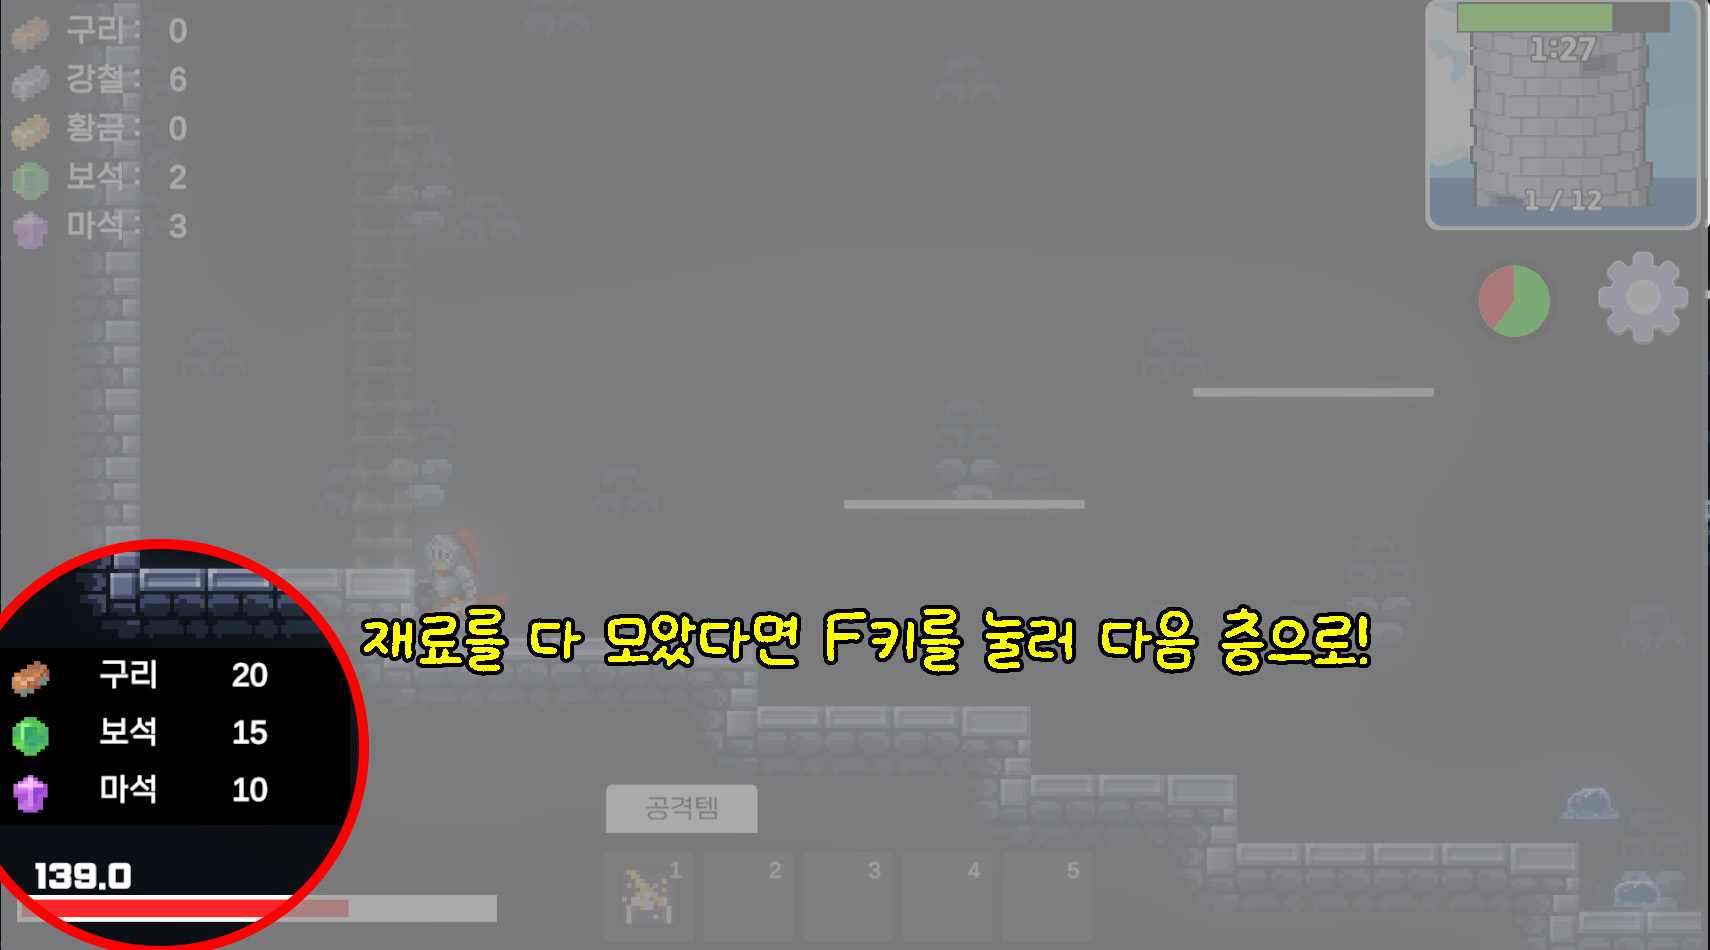 구리 : 0
강철 : 6
황금 : 0
보석 : 2
마석 : 3
1:27
1 / 12
재료를 다 모았다면 F키를 눌러 다음 층으로!
구리 20
보석 15
마석 10
139.0
공격템
1 2 3 4 5